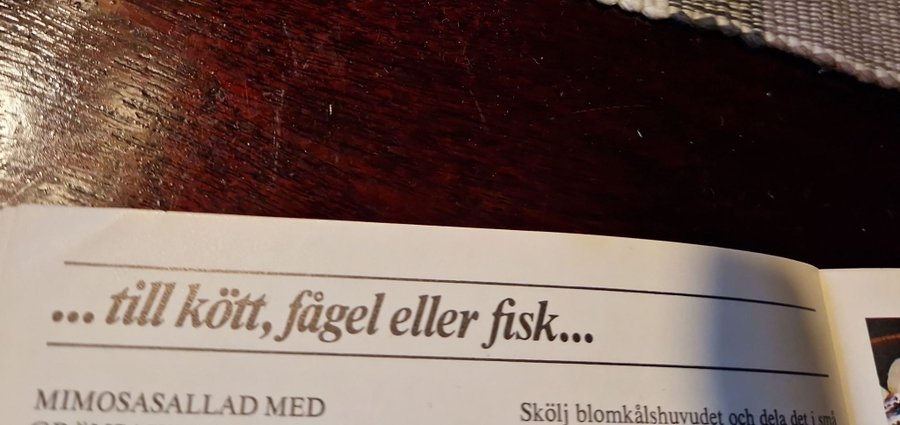 ... till kött, fågel eller fisk...
MIMOSASALLAD MED
Skölj blomkålshuvudet och dela det i små